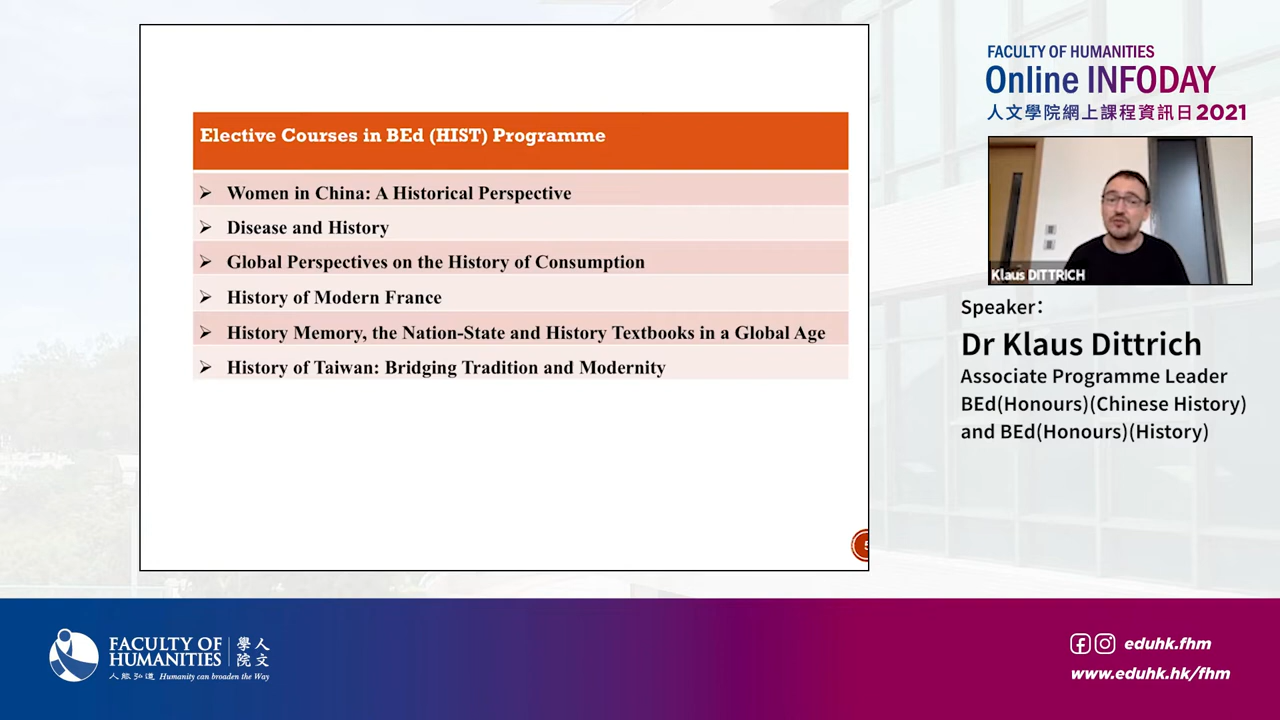 Elective Courses in BEd (HIST) Programme
Women in China: A Historical Perspective
Disease and History
Global Perspectives on the History of Consumption
History of Modern France
History Memory, the Nation-State and History Textbooks in a Global Age
History of Taiwan: Bridging Tradition and Modernity
5
FACULTY OF HUMANITIES
Online INFODAY
人文學院網上課程資訊日2021
Klaus DITTRICH
Speaker:
Dr Klaus Dittrich
Associate Programme Leader
BEd(Honours)(Chinese History)
and BEd(Honours)(History)
FACULTY OF
HUMANITIES
學人
院文
人能弘道 Humanity can broaden the Way
eduhk.fhm
www.eduhk.hk/fhm